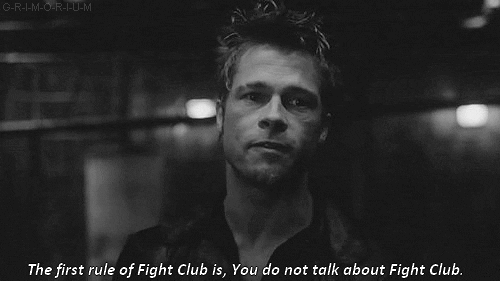 G-R-I-M-O-R-I-U-M
The first rule of Fight Club is, You do not talk about Fight Club.